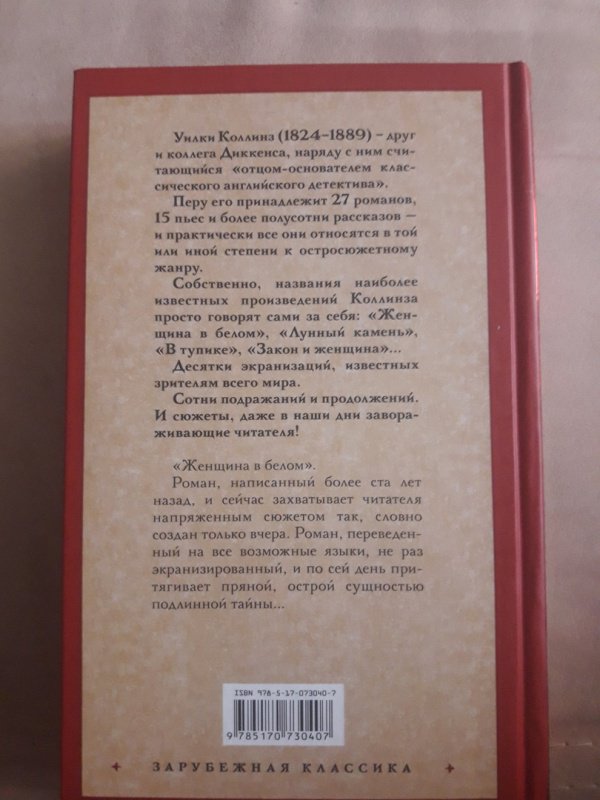 Уилки Коллинз (1824–1889) – друг
и коллега Диккенса, наряду с ним счи-
тающийся «отцом-основателем клас-
сического английского детектива».
Перу его принадлежит 27 романов,
15 пьес и более полусотни рассказов –
и практически все они относятся в той
или иной степени к остросюжетному
жанру.
Собственно, названия наиболее
известных произведений Коллинза
просто говорят сами за себя: «Жен-
щина в белом», «Лунный камень»,
«В тупике», «Закон и женщина»...
Десятки экранизаций, известных
зрителям всего мира.
Сотни подражаний и продолжений.
И сюжеты, даже в наши дни завора-
живающие читателя!
«Женщина в белом».
Роман, написанный более ста лет
назад, и сейчас захватывает читателя
напряженным сюжетом так, словно
создан только вчера. Роман, переведен-
ный на все возможные языки, не раз
экранизированный, и по сей день при-
тягивает пряной, острой сущностью
подлинной тайны...
ISBN 978-5-17-073040-7
9 785170 730407
ЗАРУБЕЖНАЯ КЛАССИКА